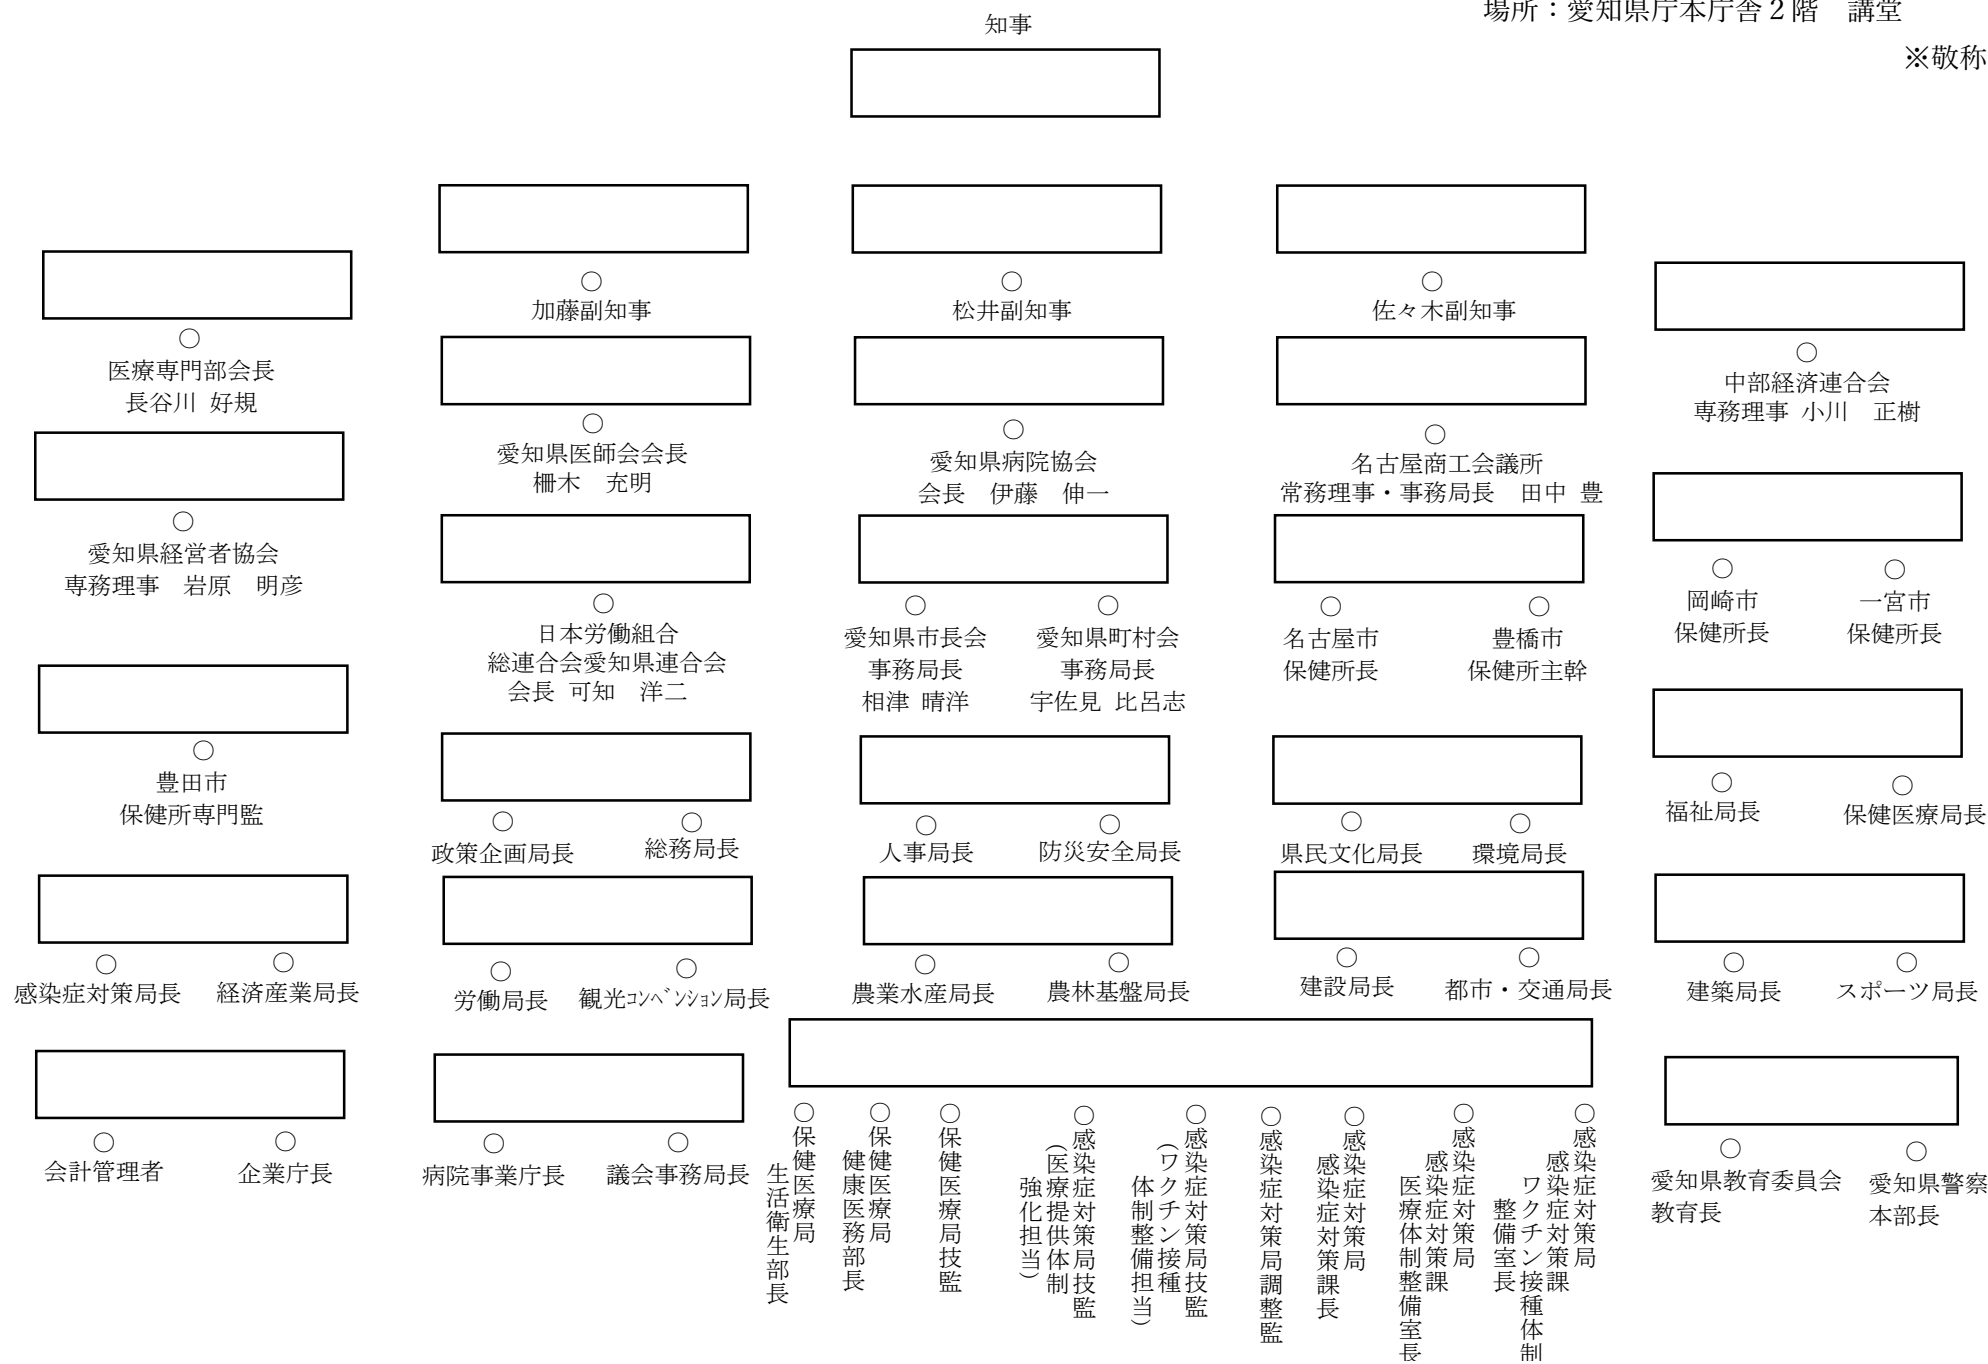 場所：愛知県庁本庁舎２階　講堂
※敬称
知事
○
加藤副知事
○
松井副知事
○
佐々木副知事
○
医療専門部会長
長谷川 好規
○
愛知県医師会会長
柵木　充明
○
愛知県病院協会
会長　伊藤　伸一
○
名古屋商工会議所
常務理事・事務局長　田中 豊
○
中部経済連合会
専務理事 小川　正樹
○
愛知県経営者協会
専務理事　岩原　明彦
○
日本労働組合
総連合会愛知県連合会
会長 可知　洋二
○
愛知県市長会
事務局長
相津 晴洋
○
愛知県町村会
事務局長
宇佐見 比呂志
○
名古屋市
保健所長
○
豊橋市
保健所主幹
○
岡崎市
保健所長
○
一宮市
保健所長
○
豊田市
保健所専門監
○
政策企画局長
○
総務局長
○
人事局長
○
防災安全局長
○
県民文化局長
○
環境局長
○
福祉局長
○
保健医療局長
○
感染症対策局長
○
経済産業局長
○
労働局長
○
観光ｺﾝﾍﾞﾝｼｮﾝ局長
○
農業水産局長
○
農林基盤局長
○
建設局長
○
都市・交通局長
○
建築局長
○
スポーツ局長
○
会計管理者
○
企業庁長
○
病院事業庁長
○
議会事務局長
○保健医療局
生活衛生部長
○保健医療局
健康医務部長
○保健医療局技監
○感染症対策局技監
（医療提供体制
強化担当）
○感染症対策局技監
（ワクチン接種
体制整備担当）
○感染症対策局調整監
○感染症対策局
感染症対策課長
○感染症対策局
感染症対策課
医療体制整備室長
○感染症対策局
感染症対策課
ワクチン接種体制
整備室長
○
愛知県教育委員会
教育長
○
愛知県警察
本部長